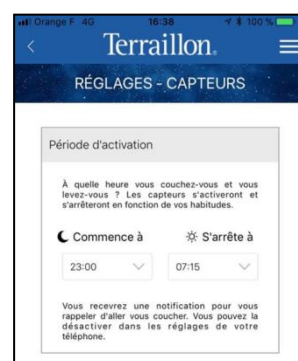 Orange F 4G 16:38 100 %
Terraillon.
RÉGLAGES - CAPTEURS
Période d'activation
À quelle heure vous couchez-vous et vous
levez-vous ? Les capteurs s'activeront et
s'arrêteront en fonction de vos habitudes.
Commence à S'arrête à
23:00 07:15
Vous recevrez une notification pour vous
rappeler d'aller vous coucher. Vous pouvez la
désactiver dans les réglages de votre
téléphone.